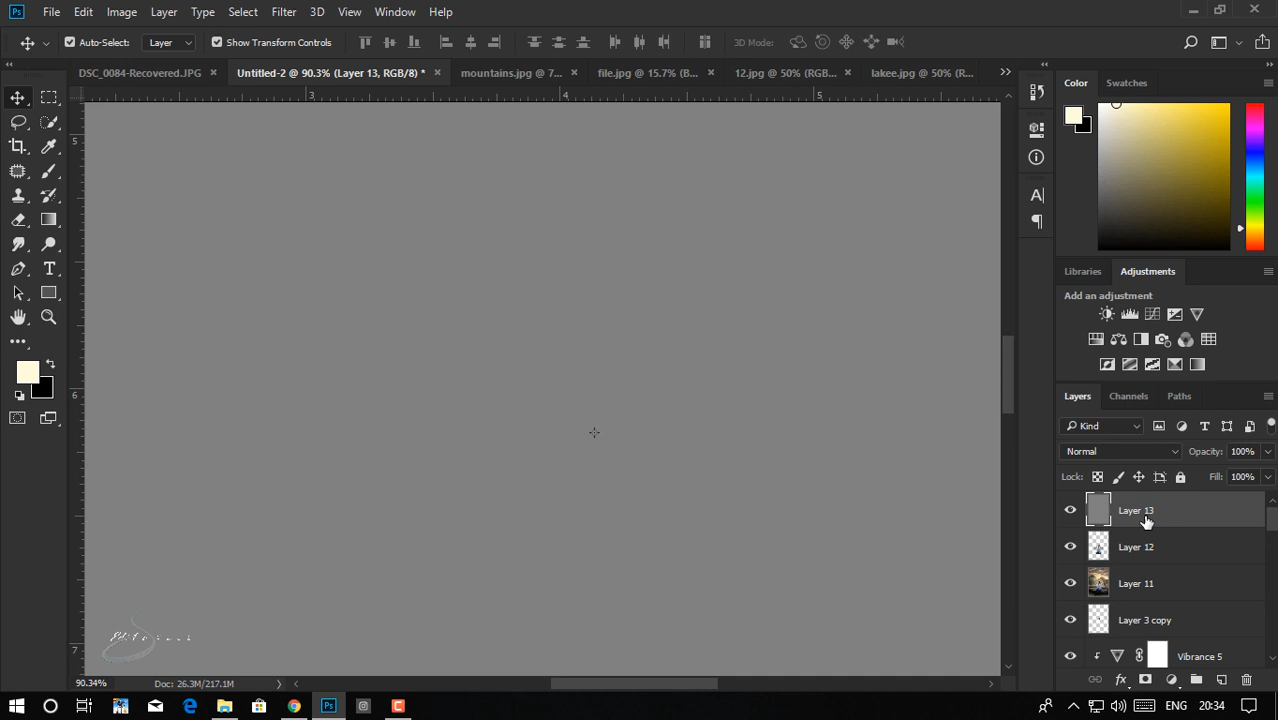 Ps File Edit Image Layer Type Select Filter 3D View Window Help
Auto-Select: Layer Show Transform Controls 3D Mode:
DSC_0084-Recovered.JPG × Untitled-2 @ 90.3% (Layer 13, RGB/8) * × mountains.jpg @ 7... × file.jpg @ 15.7% (B... × 12.jpg @ 50% (RGB... × lakee.jpg @ 50% (R...
3 4 5
5
6
7
Color Swatches
Libraries Adjustments
Add an adjustment
Layers Channels Paths
Kind
Normal Opacity: 100%
Lock: Fill: 100%
Layer 13
Layer 12
Layer 11
Layer 3 copy
Vibrance 5
90.34% Doc: 26.3M/217.1M
Ps ENG 20:34